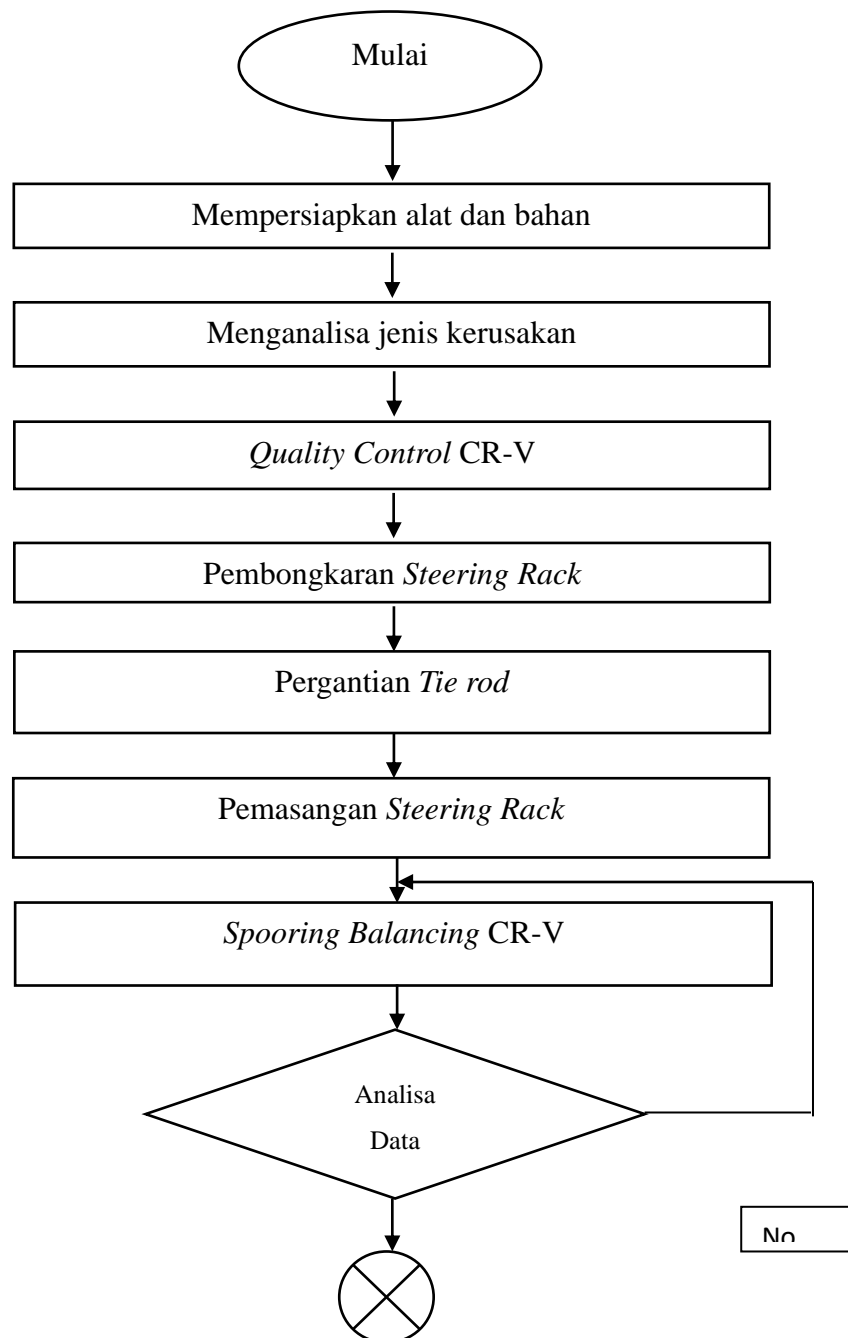 Mulai
Mempersiapkan alat dan bahan
Menganalisa jenis kerusakan
Quality Control CR-V
Pembongkaran Steering Rack
Pergantian Tie rod
Pemasangan Steering Rack
Spooring Balancing CR-V
Analisa
Data
No